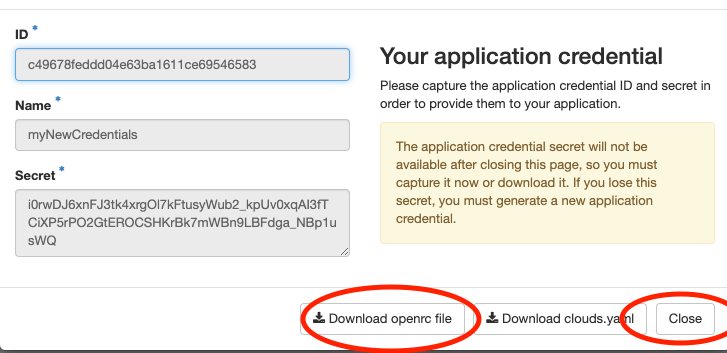 ID *
c49678feddd04e63ba1611ce69546583
Name *
myNewCredentials
Secret *
i0rwDJ6xnFJ3tk4xrgOl7kFtusyWub2_kpUv0xqAl3fT
CiXP5rPO2GtEROCSHKrBk7mWBn9LBFdga_NBp1u
sWQ
Your application credential
Please capture the application credential ID and secret in
order to provide them to your application.
The application credential secret will not be
available after closing this page, so you must
capture it now or download it. If you lose this
secret, you must generate a new application
credential.
Download openrc file
Download clouds.yaml
Close